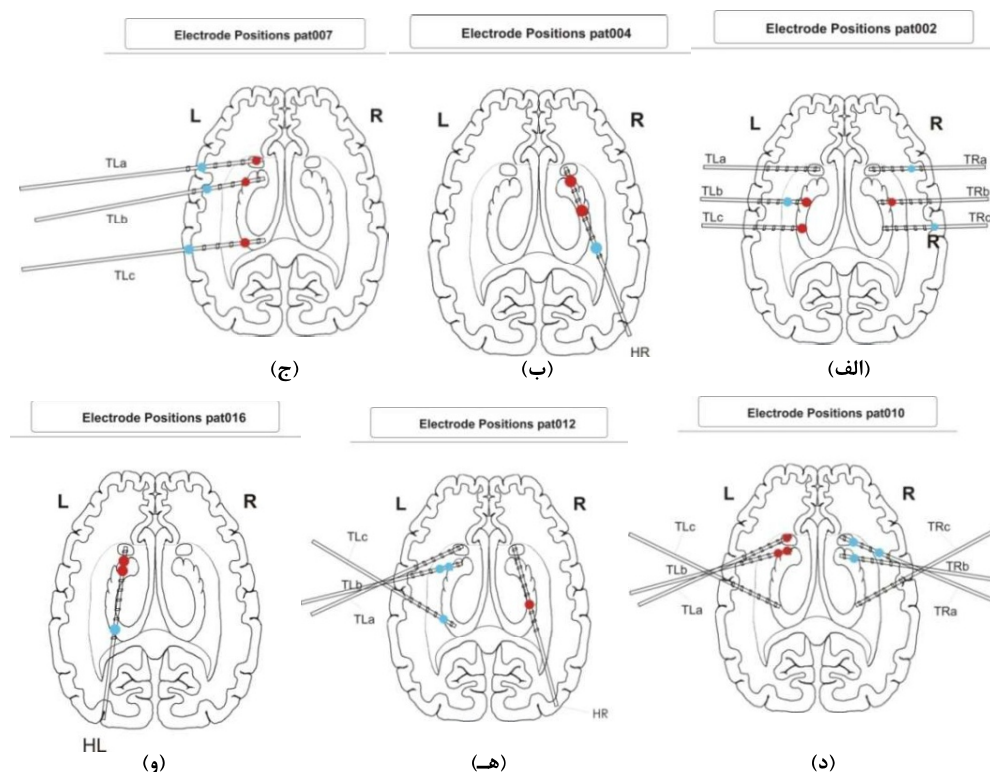 Electrode Positions pat007
L
R
TLa
TLb
TLc
(ج)
Electrode Positions pat004
L
R
HR
(ب)
Electrode Positions pat002
L
R
TLa
TLb
TLc
TRa
TRb
TRc
R
(الف)
Electrode Positions pat016
L
R
HL
(و)
Electrode Positions pat012
L
R
TLc
TLb
TLa
HR
(هـ)
Electrode Positions pat010
L
R
TLc
TLb
TLa
TRc
TRb
TRa
(د)